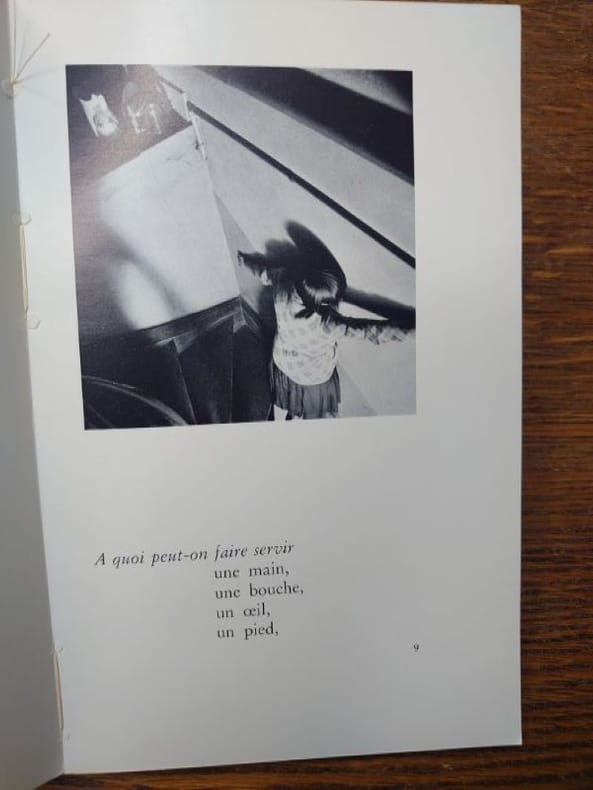 A quoi peut-on faire servir
une main,
une bouche,
un œil,
un pied,
9